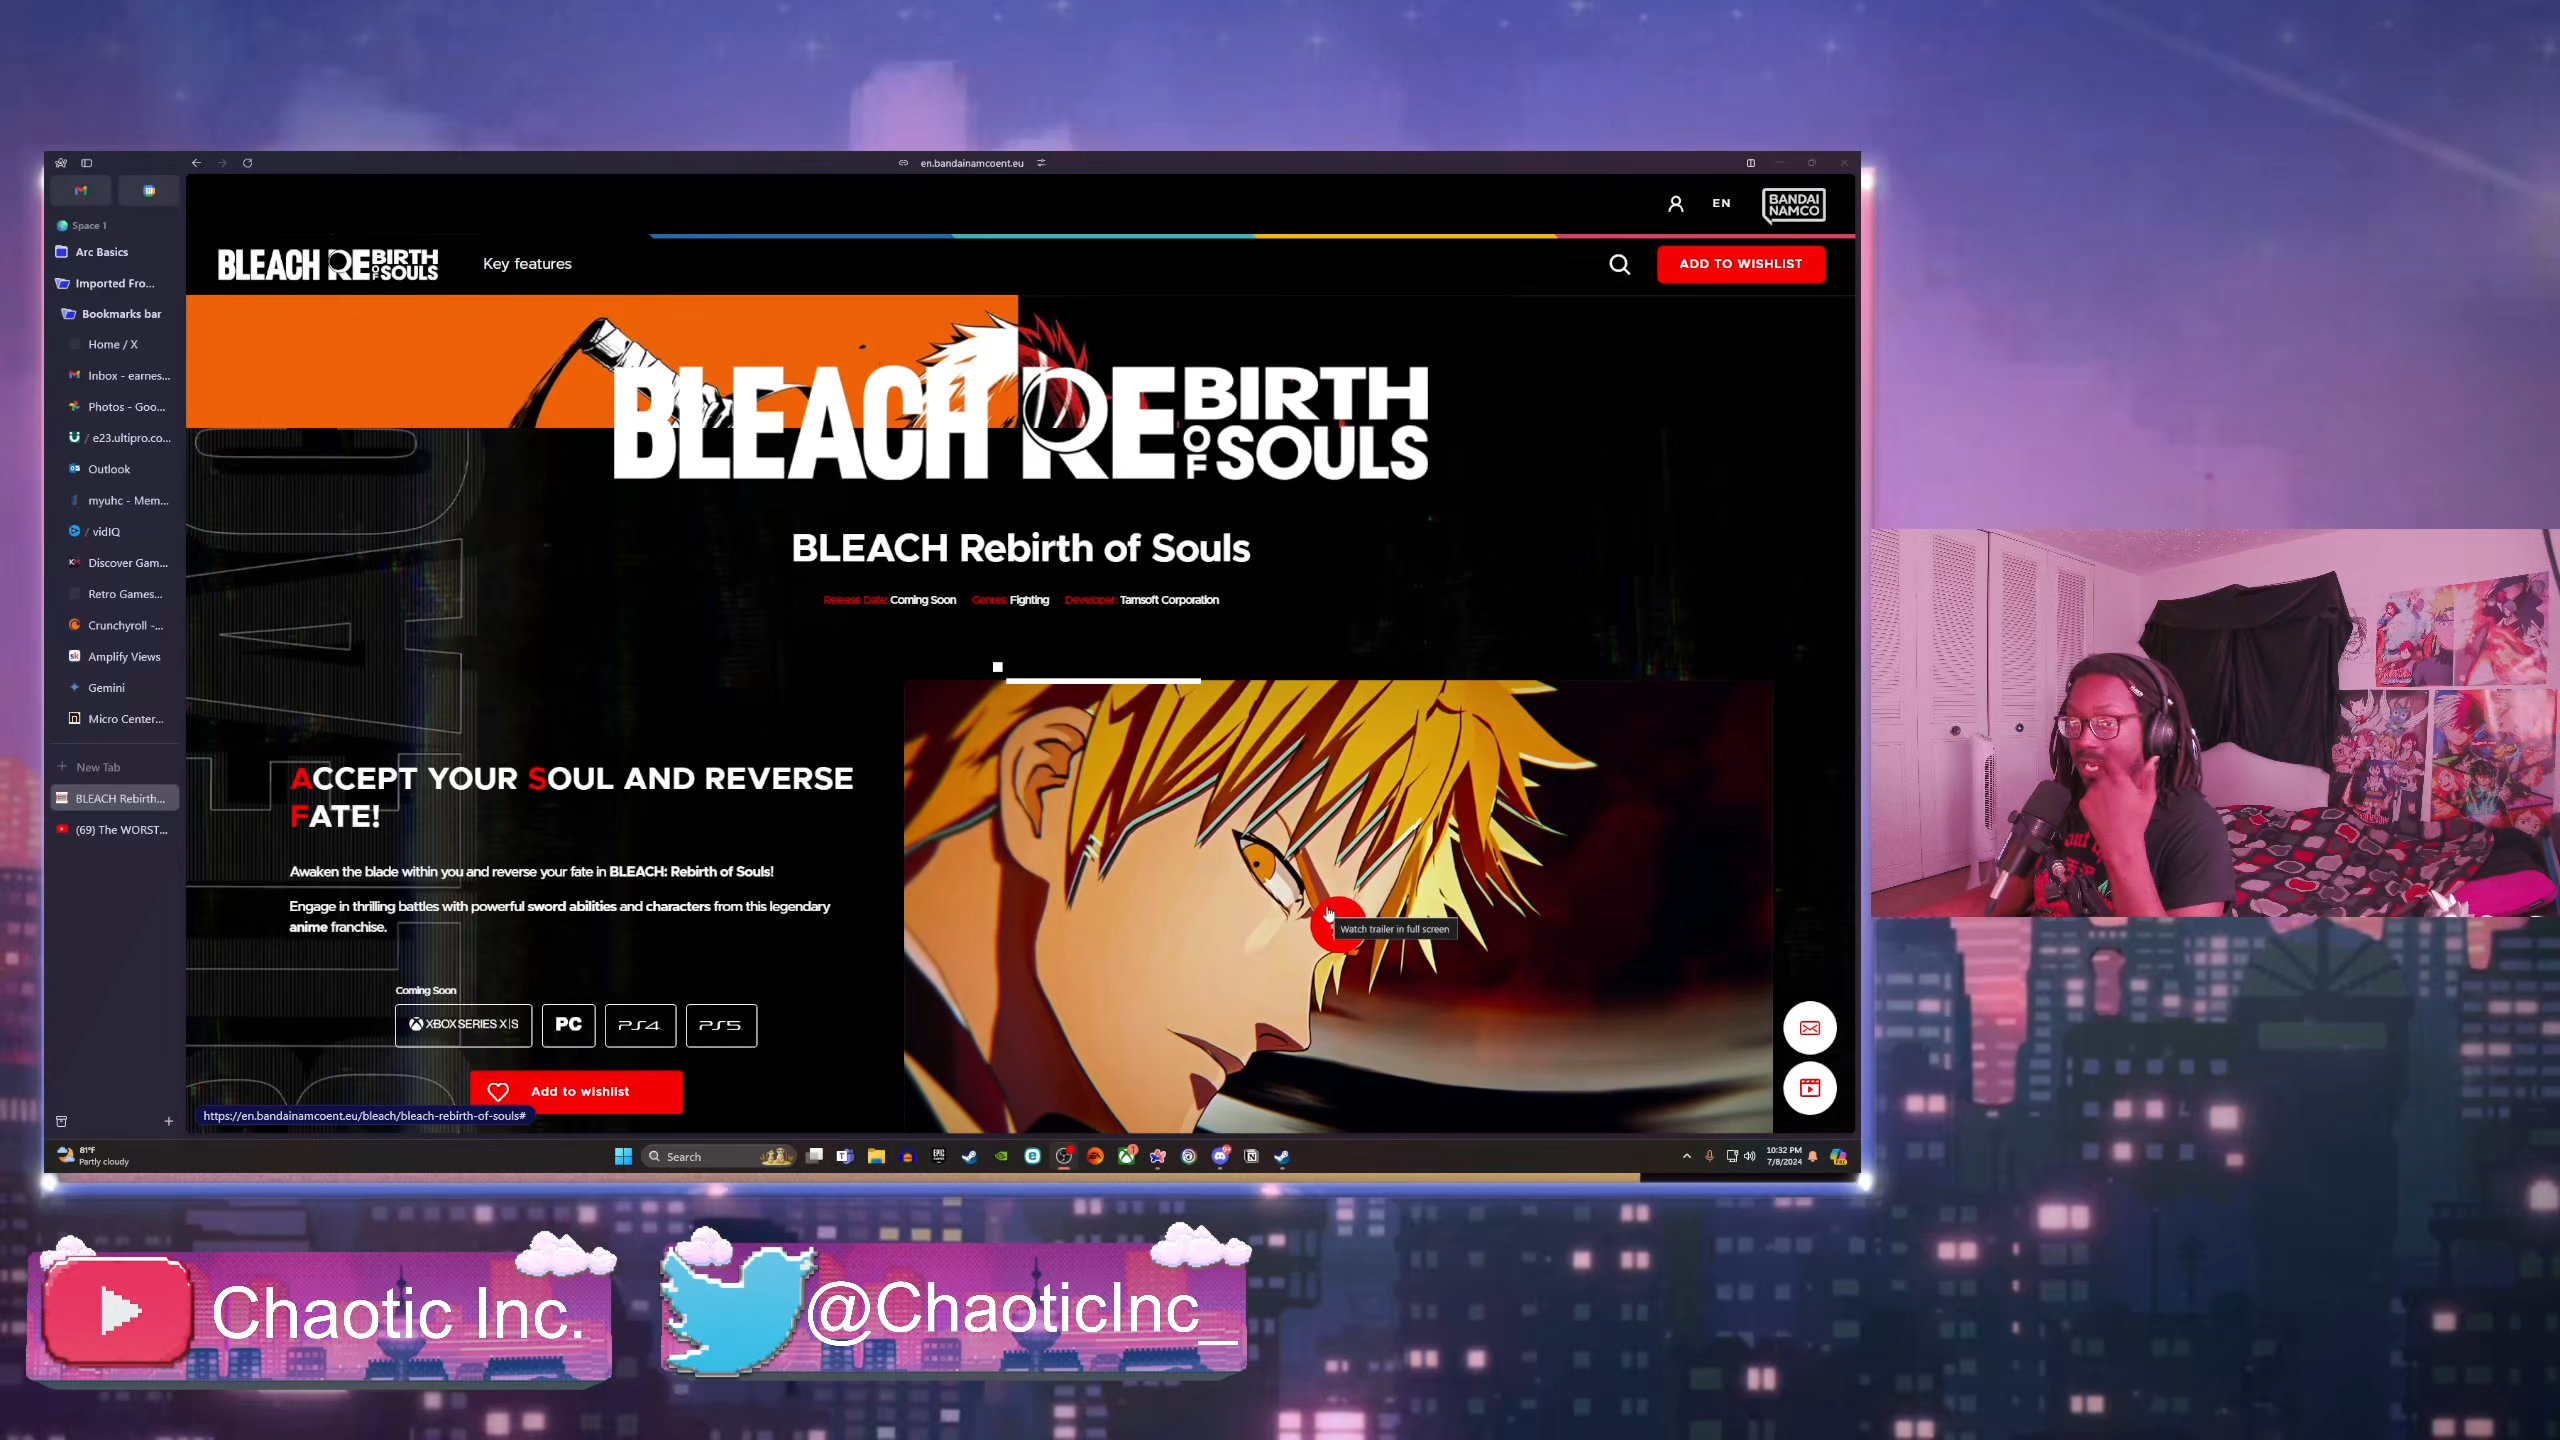 en.bandainamcoent.eu
Space 1
Arc Basics
Imported Fro...
Bookmarks bar
Home / X
Inbox - earnes...
Photos - Goo...
/ e23.ultipro.co...
Outlook
myuhc - Mem...
/ vidIQ
Discover Gam...
Retro Games...
Crunchyroll -...
Amplify Views
Gemini
Micro Center...
New Tab
BLEACH Rebirth...
(69) The WORST...
EN
BANDAI
NAMCO
BLEACH REBIRTH OF SOULS
Key features
ADD TO WISHLIST
BLEACH REBIRTH OF SOULS
BLEACH Rebirth of Souls
Release Date: Coming Soon Genres: Fighting Developer: Tamsoft Corporation
ACCEPT YOUR SOUL AND REVERSE
FATE!
Awaken the blade within you and reverse your fate in BLEACH: Rebirth of Souls!
Engage in thrilling battles with powerful sword abilities and characters from this legendary
anime franchise.
Watch trailer in full screen
Coming Soon
XBOX SERIES X|S
PC
PS4
PS5
Add to wishlist
https://en.bandainamcoent.eu/bleach/bleach-rebirth-of-souls#
81°F
Partly cloudy
Search
10:32 PM
7/8/2024
Chaotic Inc.
@ChaoticInc_